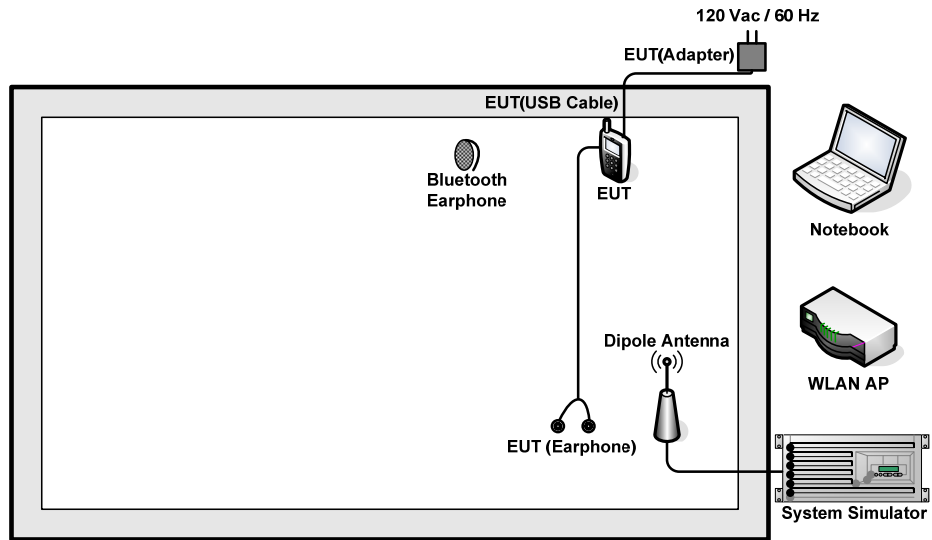 120 Vac / 60 Hz
EUT(Adapter)
EUT(USB Cable)
Bluetooth
Earphone
EUT
Notebook
Dipole Antenna
WLAN AP
EUT (Earphone)
System Simulator